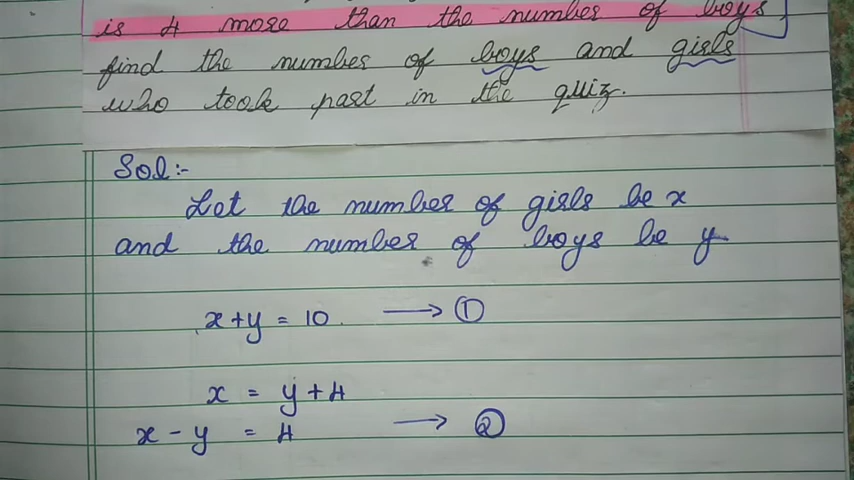 is 4 more than the number of boys
find the number of boys and girls
who took part in the quiz.
Sol:-
Let the number of girls be x
and the number of boys be y
x+y = 10 → ①
x = y+4
x - y = 4 → ②